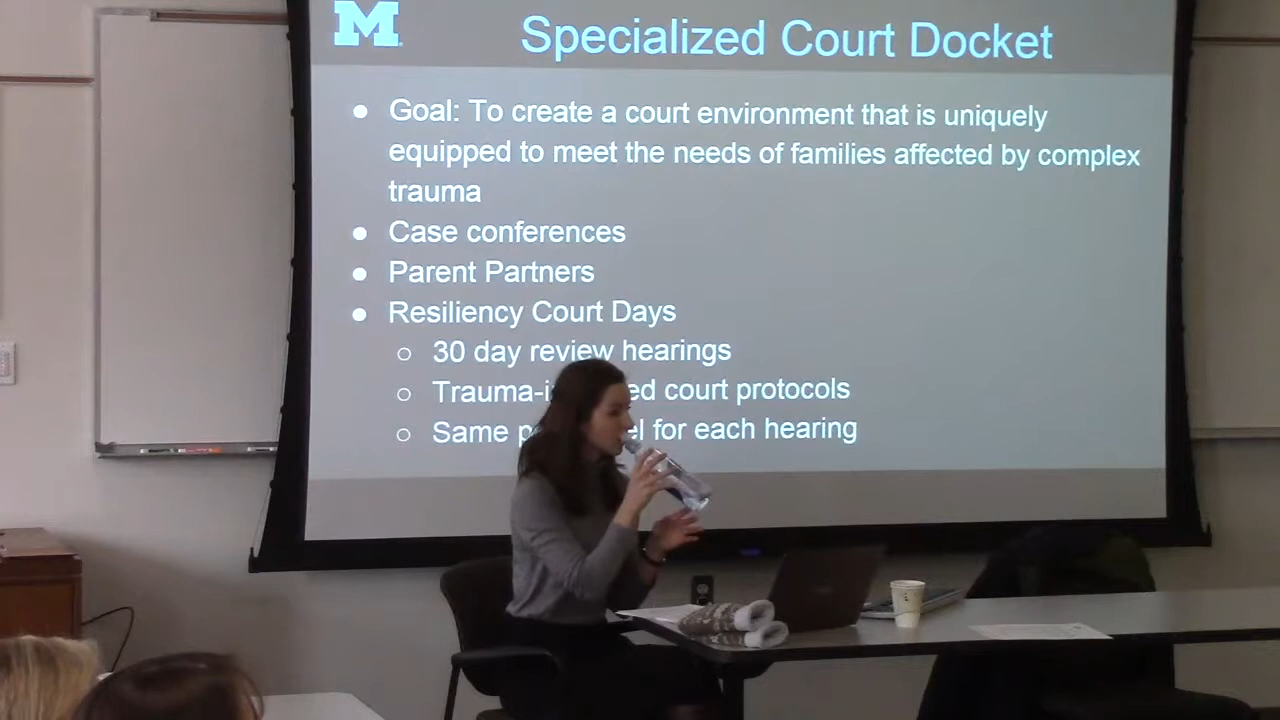 M
Specialized Court Docket
● Goal: To create a court environment that is uniquely
equipped to meet the needs of families affected by complex
trauma
● Case conferences
● Parent Partners
● Resiliency Court Days
○ 30 day review hearings
○ Trauma-i ed court protocols
○ Same p el for each hearing